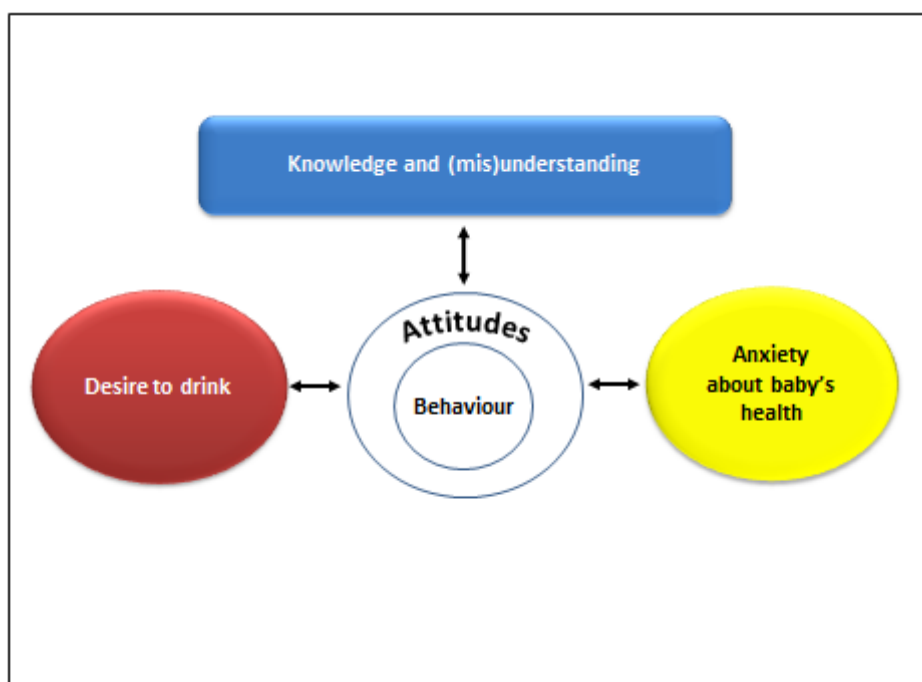 Knowledge and (mis)understanding
Attitudes
Desire to drink
Behaviour
Anxiety
about baby's
health